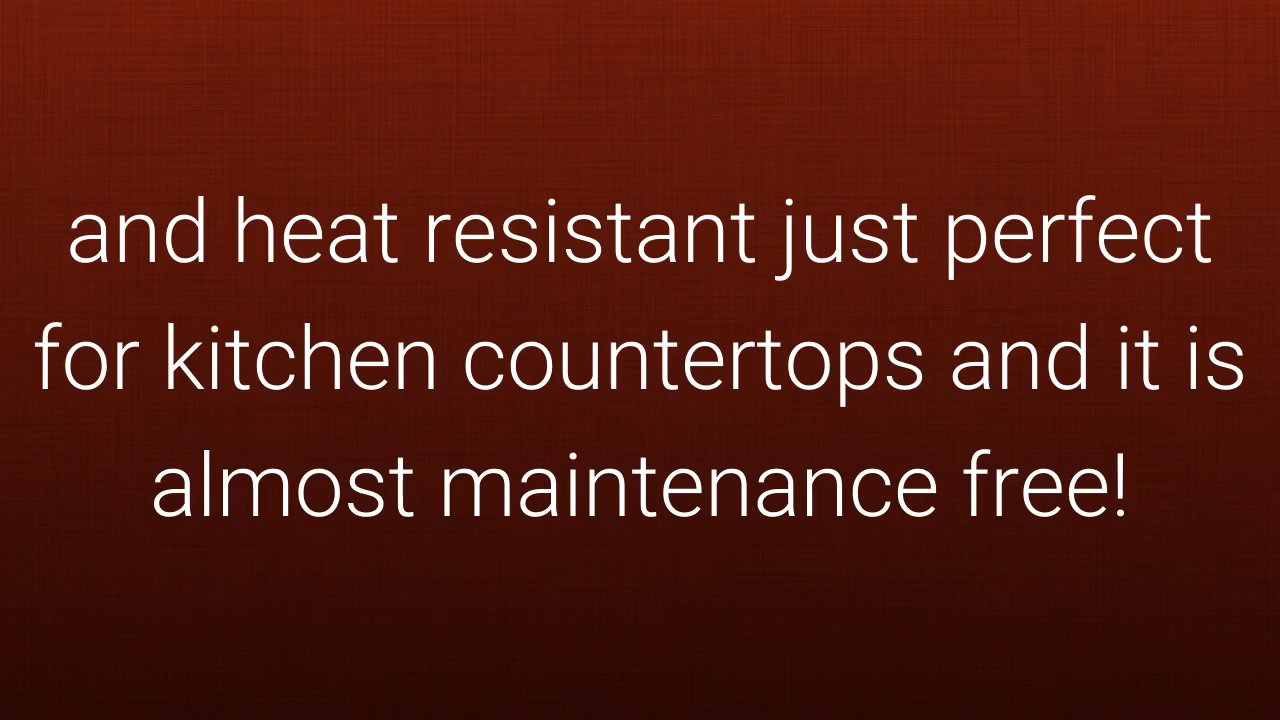 and heat resistant just perfect
for kitchen countertops and it is
almost maintenance free!